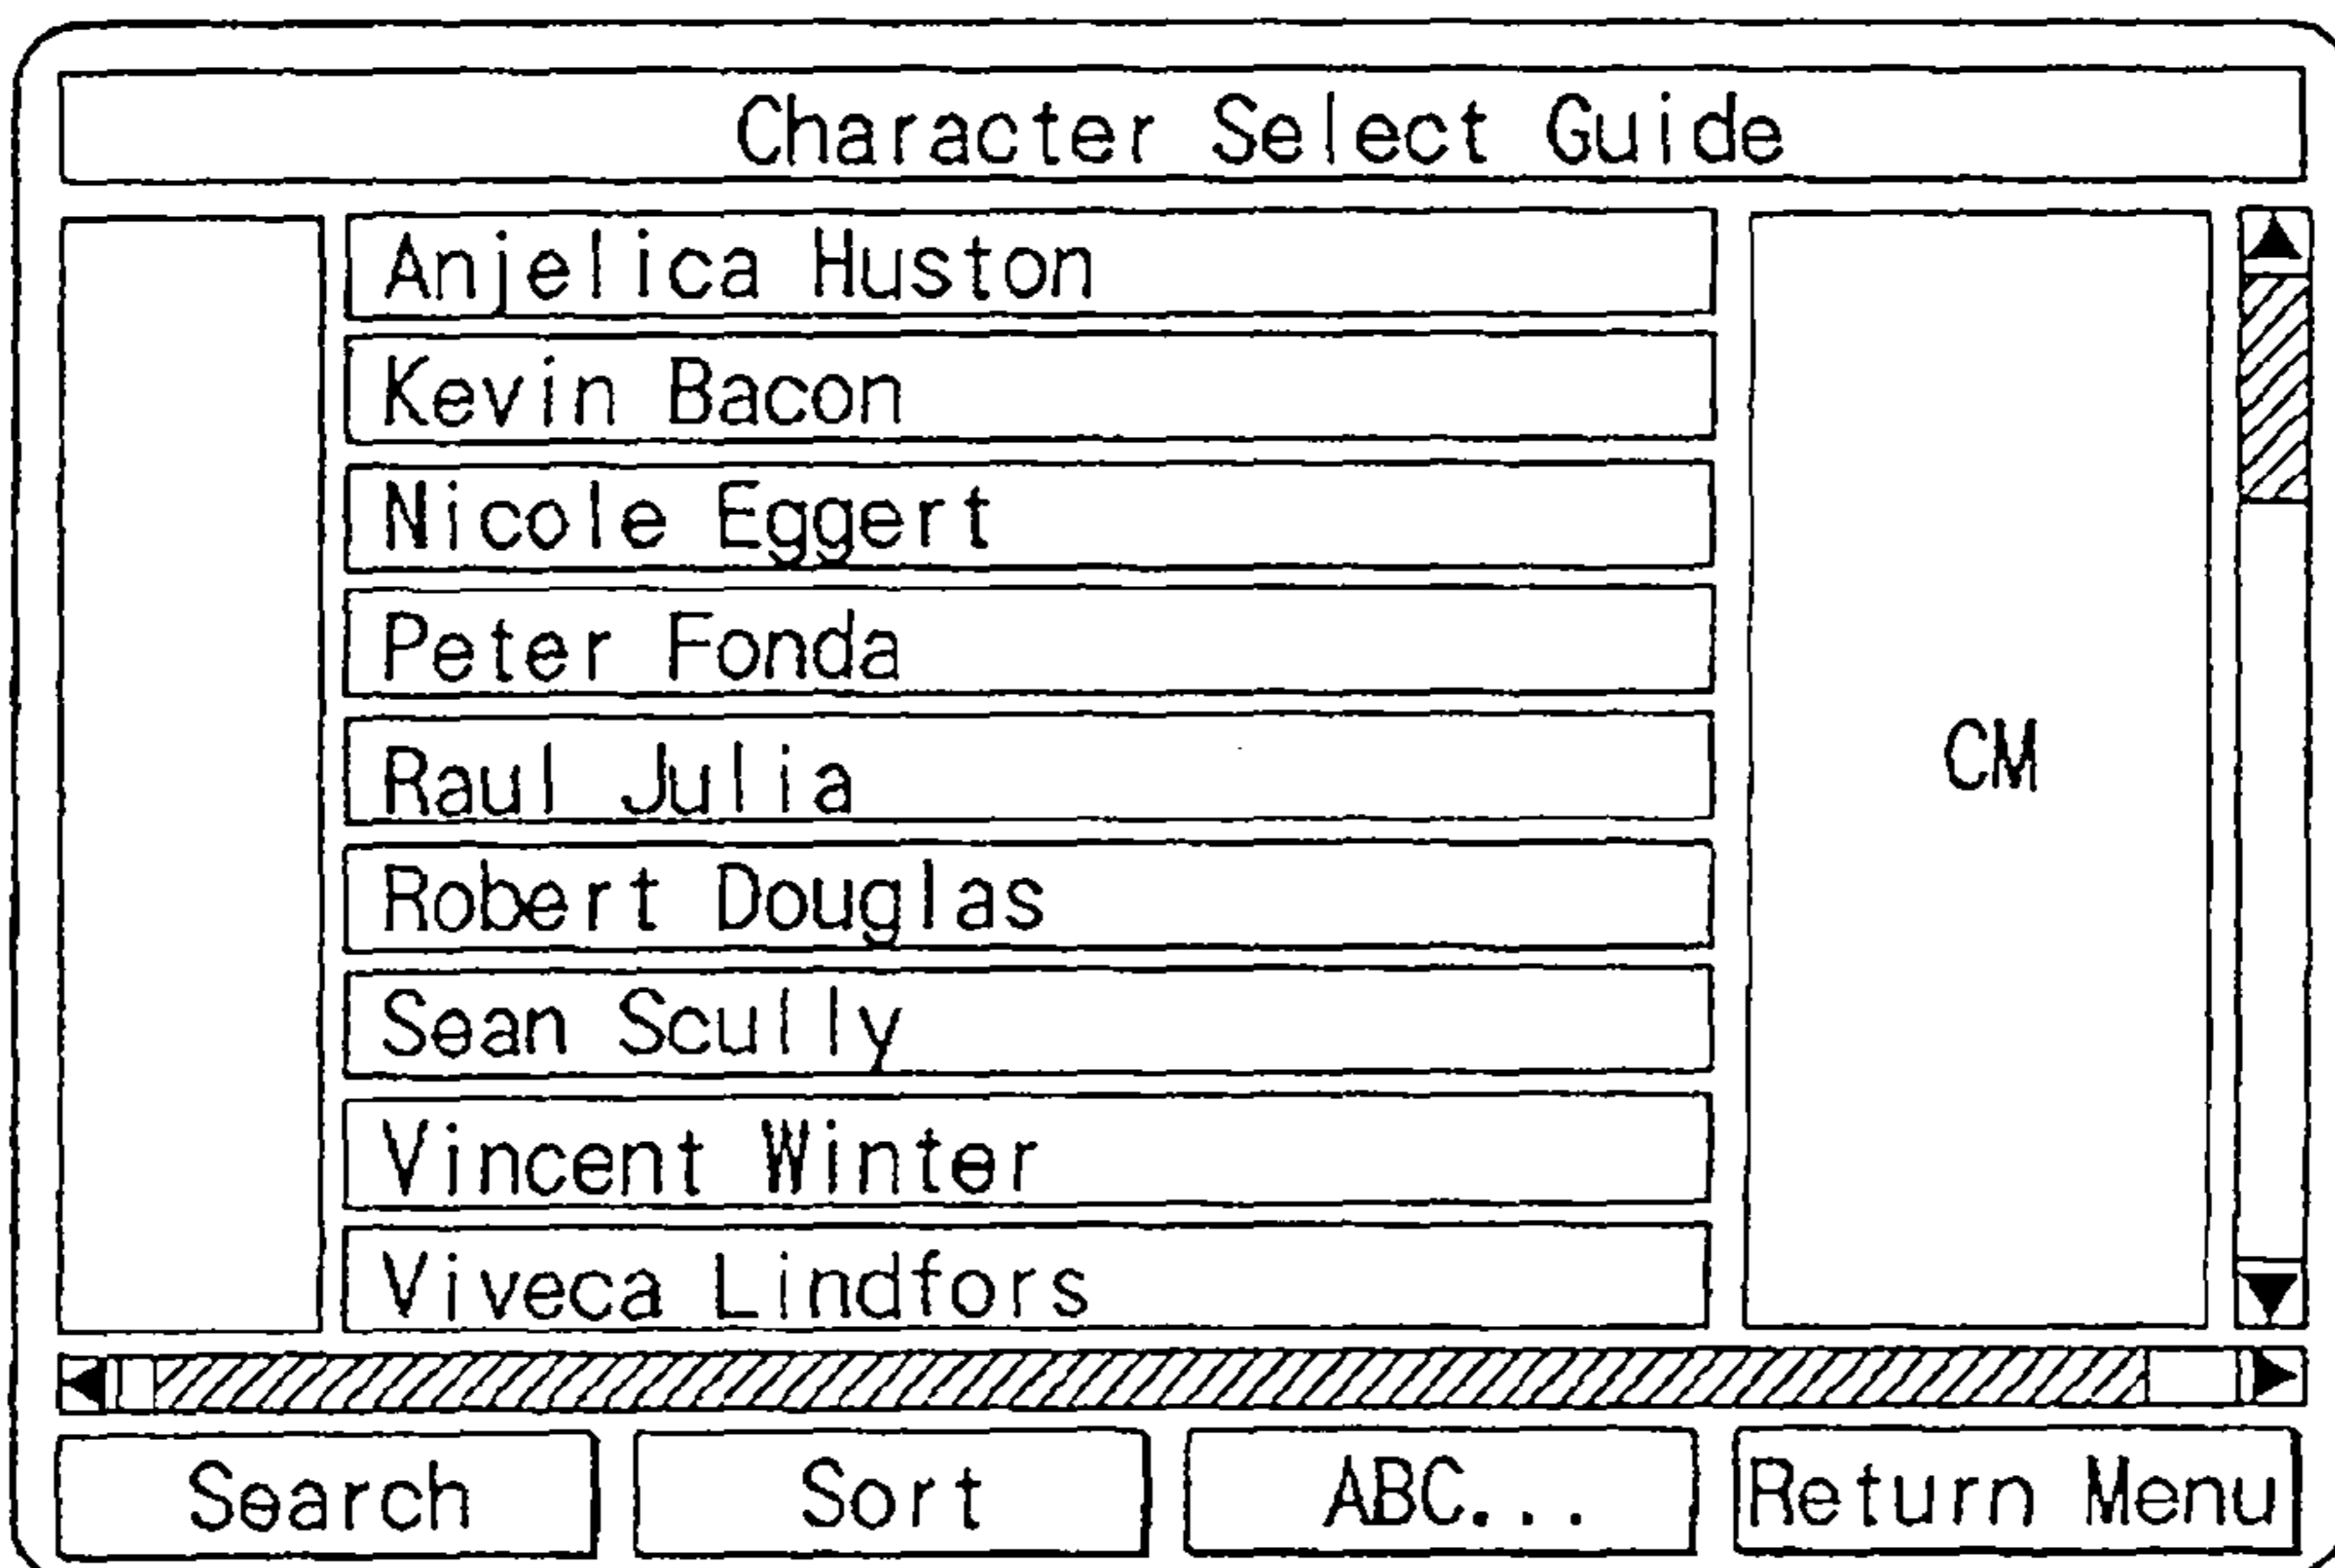 Character Select Guide
Anjelica Huston
Kevin Bacon
Nicole Eggert
Peter Fonda
Raul Julia
Robert Douglas
Sean Scully
Vincent Winter
Viveca Lindfors
CM
Search
Sort
ABC...
Return Menu